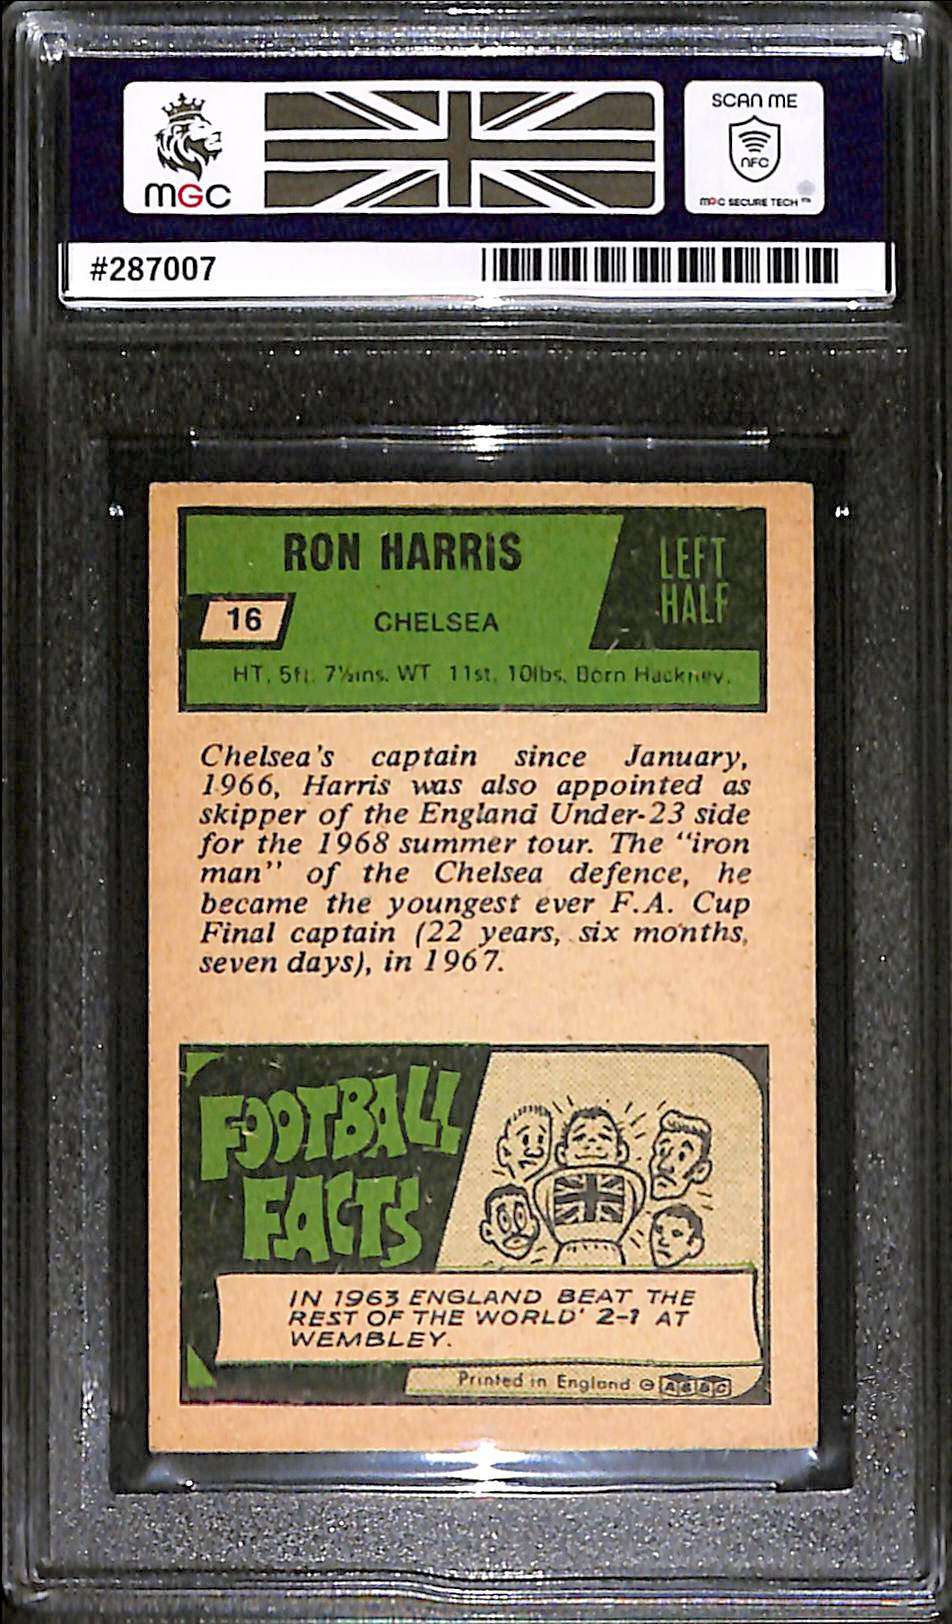 SCAN ME
NFC
MGC
MGC SECURE TECH
#287007
RON HARRIS
LEFT
HALF
16
CHELSEA
HT. 5ft. 7½ins. WT 11st. 10lbs. Born Hackney.
Chelsea's captain since January,
1966, Harris was also appointed as
skipper of the England Under-23 side
for the 1968 summer tour. The "iron
man" of the Chelsea defence, he
became the youngest ever F.A. Cup
Final captain (22 years, six months,
seven days), in 1967.
FOOTBALL
FACTS
IN 1963 ENGLAND BEAT THE
REST OF THE WORLD' 2-1 AT
WEMBLEY.
Printed in England © A&BC